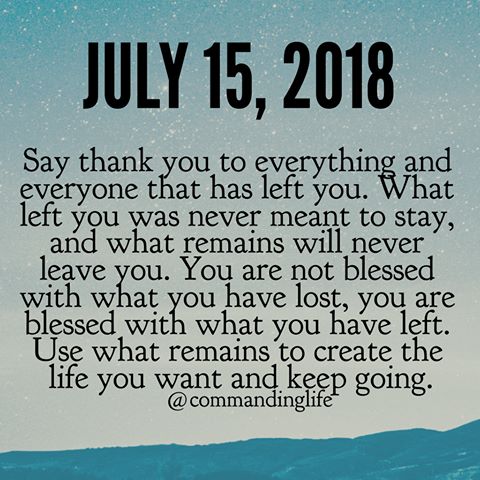 JULY 15, 2018
Say thank you to everything and
everyone that has left you. What
left you was never meant to stay,
and what remains will never
leave you. You are not blessed
with what you have lost, you are
blessed with what you have left.
Use what remains to create the
life you want and keep going.
@commandinglife